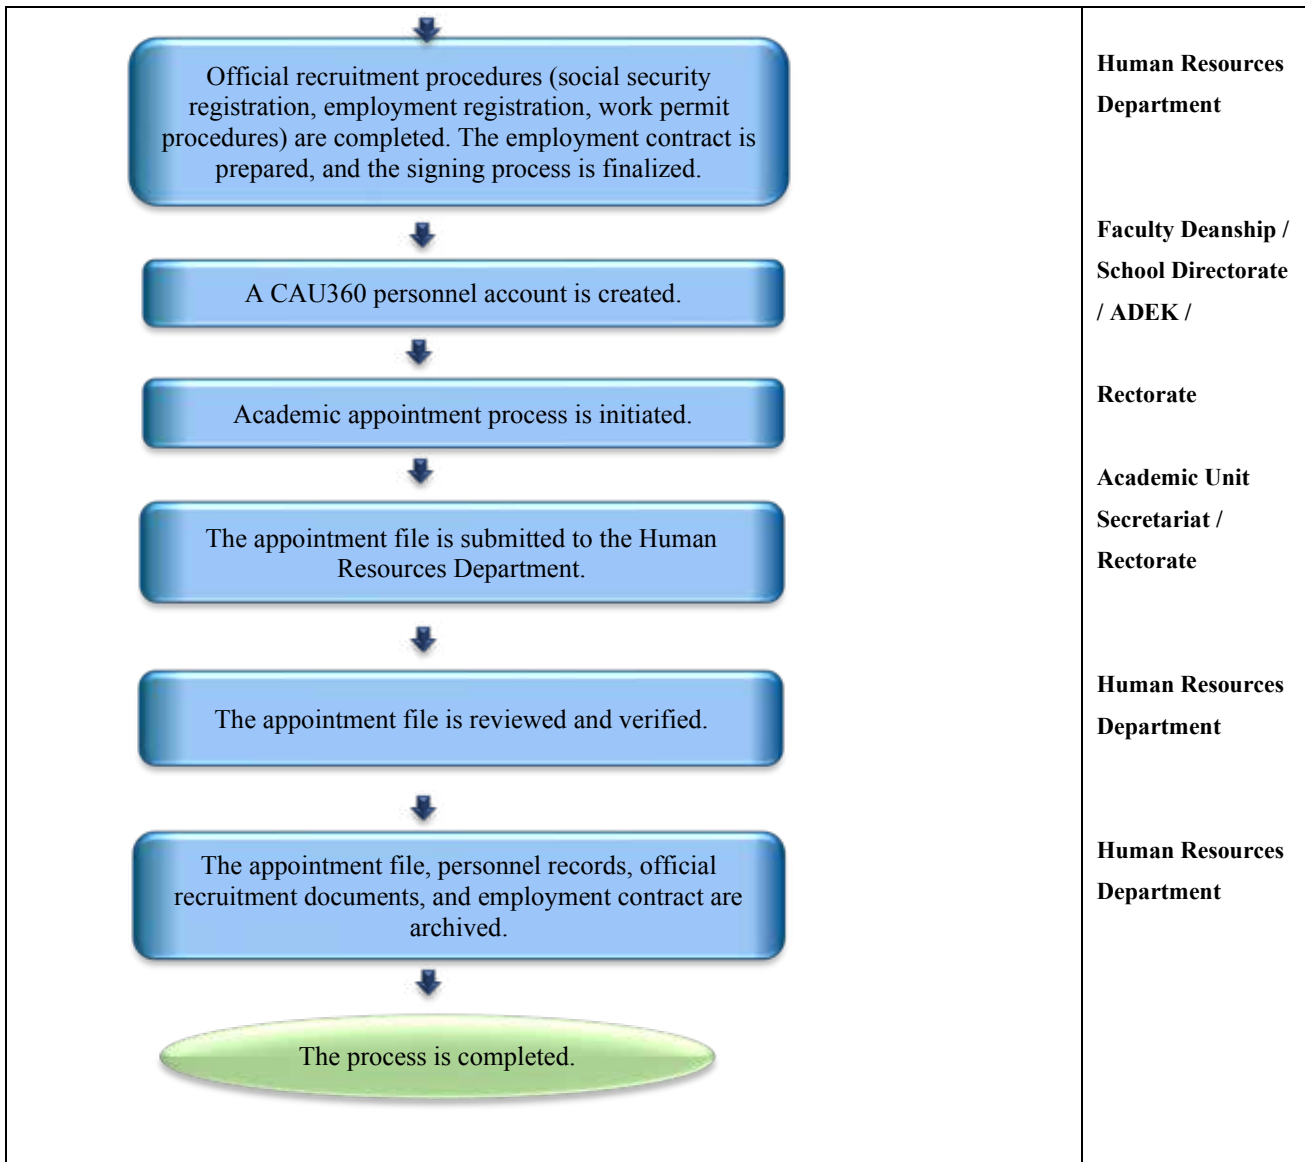 Official recruitment procedures (social security
registration, employment registration, work permit
procedures) are completed. The employment contract is
prepared, and the signing process is finalized.
Human Resources
Department
A CAU360 personnel account is created.
Faculty Deanship /
School Directorate
/ ADEK /
Academic appointment process is initiated.
Rectorate
The appointment file is submitted to the Human
Resources Department.
Academic Unit
Secretariat /
Rectorate
The appointment file is reviewed and verified.
Human Resources
Department
The appointment file, personnel records, official
recruitment documents, and employment contract are
archived.
Human Resources
Department
The process is completed.